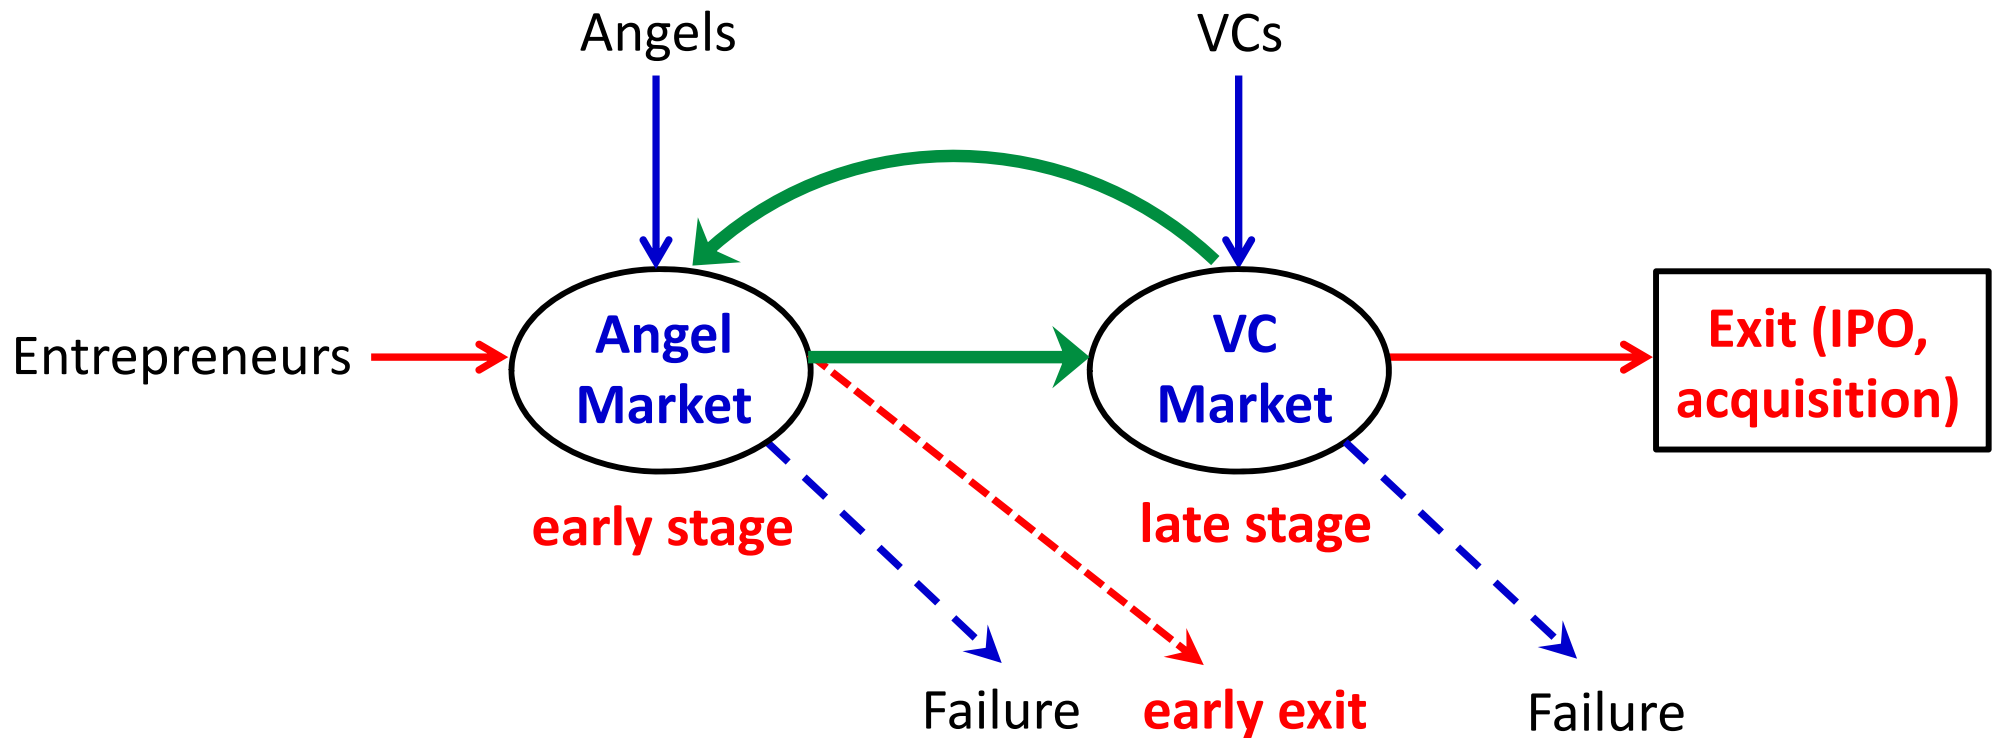 Angels
VCs
Entrepreneurs
Angel
Market
VC
Market
Exit (IPO,
acquisition)
early stage
late stage
Failure
early exit
Failure